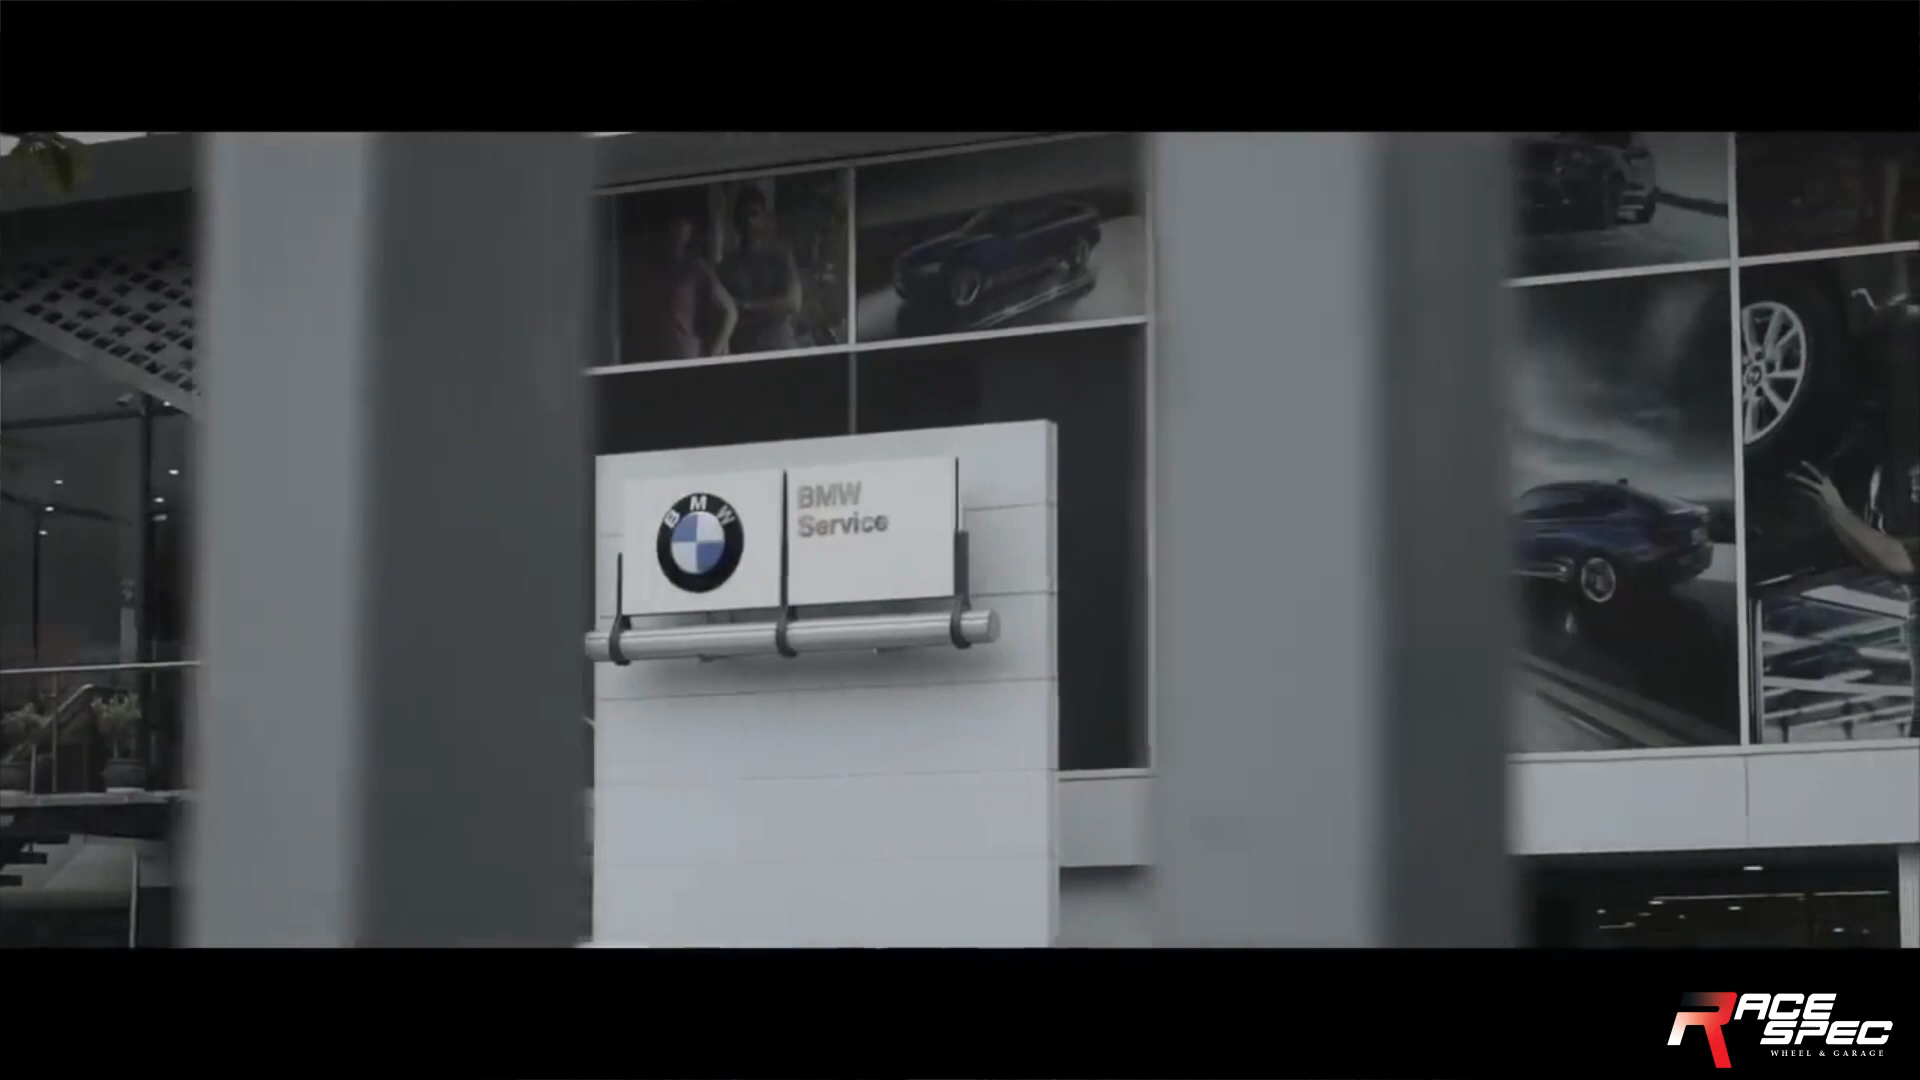 BMW
BMW
Service
RACE
SPEC
WHEEL & GARAGE